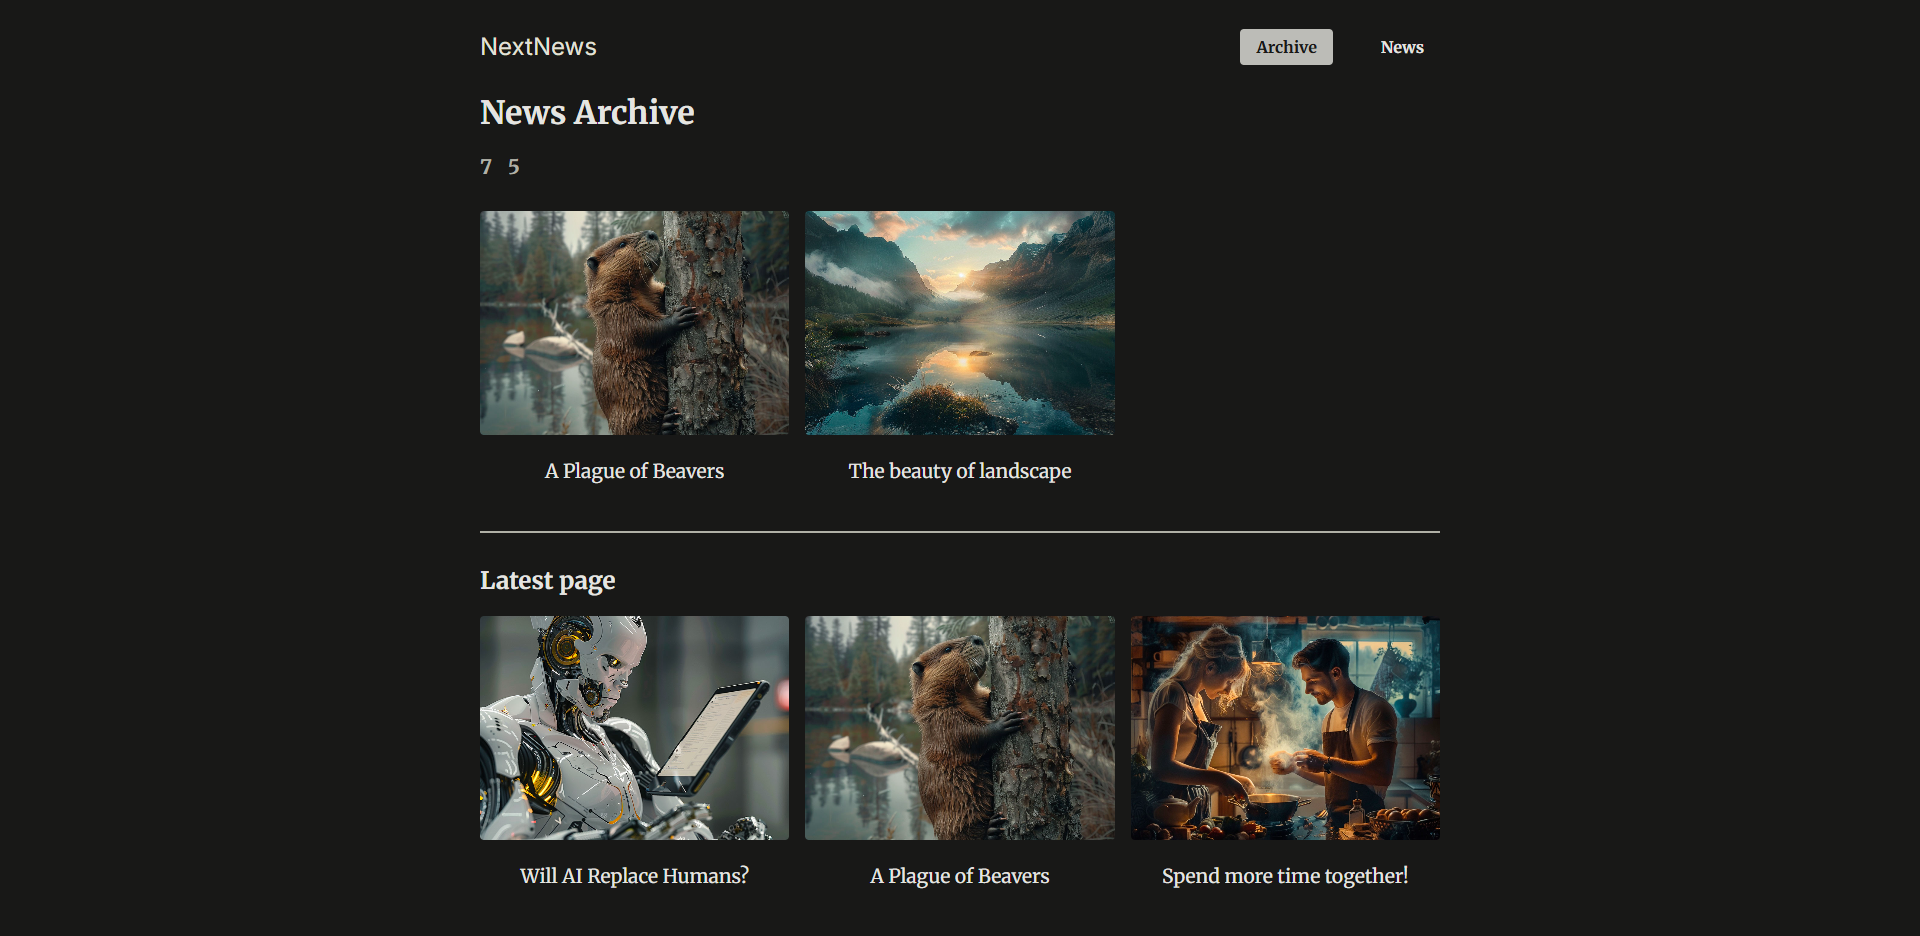 NextNews
Archive News
News Archive
7 5
A Plague of Beavers
The beauty of landscape
Latest page
Will AI Replace Humans?
A Plague of Beavers
Spend more time together!